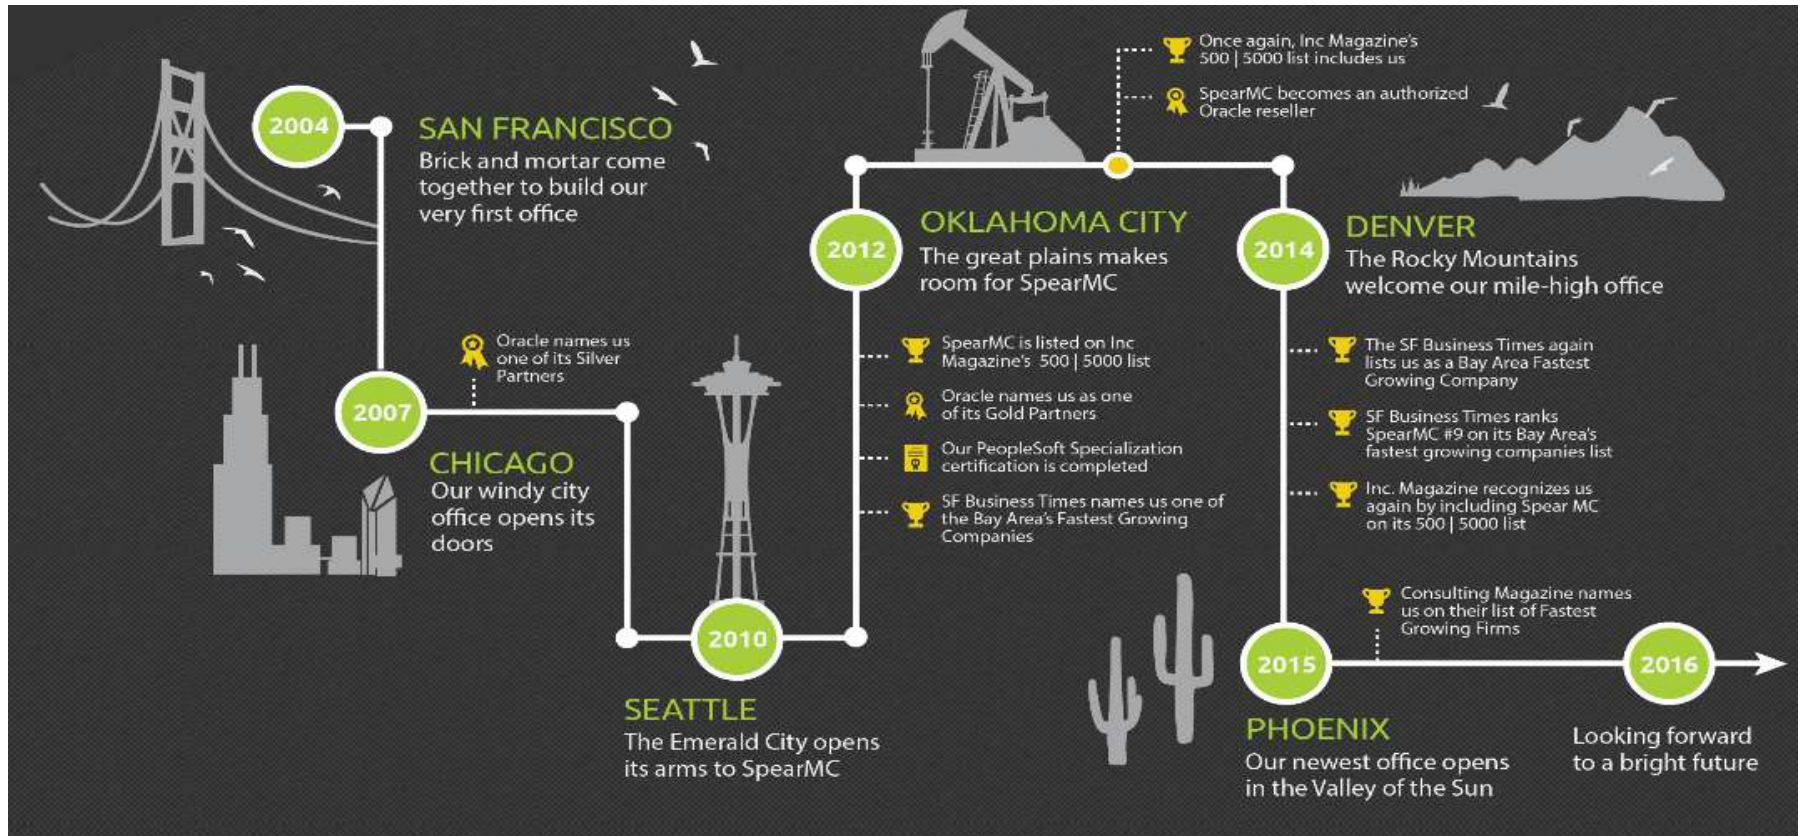 2004
SAN FRANCISCO
Brick and mortar come
together to build our
very first office
2007
Oracle names us
one of its Silver
Partners
CHICAGO
Our windy city
office opens its
doors
2010
SEATTLE
The Emerald City opens
its arms to SpearMC
2012
OKLAHOMA CITY
The great plains makes
room for SpearMC
SpearMC is listed on Inc
Magazine's 500 | 5000 list
Oracle names us as one
of its Gold Partners
Our PeopleSoft Specialization
certification is completed
SF Business Times names us one of
the Bay Area's Fastest Growing
Companies
Once again, Inc Magazine's
500 | 5000 list includes us
SpearMC becomes an authorized
Oracle reseller
2014
DENVER
The Rocky Mountains
welcome our mile-high office
The SF Business Times again
lists us as a Bay Area Fastest
Growing Company
SF Business Times ranks
SpearMC #9 on its Bay Area's
fastest growing companies list
Inc. Magazine recognizes us
again by including Spear MC
on its 500 | 5000 list
2015
PHOENIX
Our newest office opens
in the Valley of the Sun
Consulting Magazine names
us on their list of Fastest
Growing Firms
2016
Looking forward
to a bright future